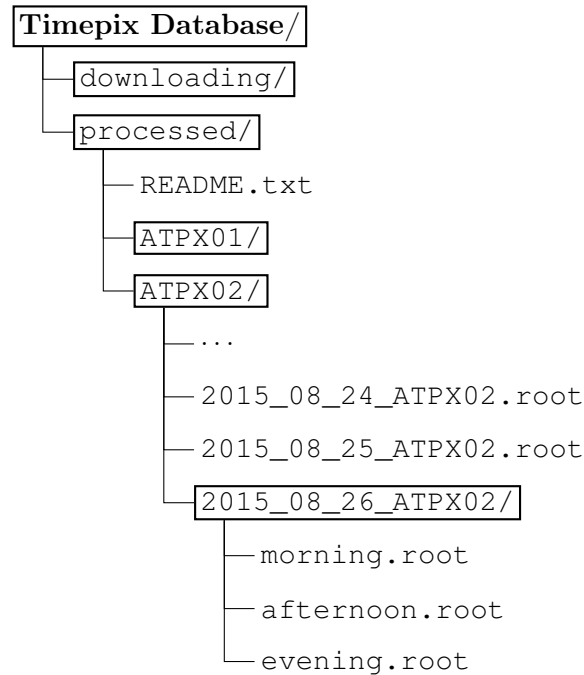 Timepix Database/
downloading/
processed/
README.txt
ATPX01/
ATPX02/
...
2015_08_24_ATPX02.root
2015_08_25_ATPX02.root
2015_08_26_ATPX02/
morning.root
afternoon.root
evening.root